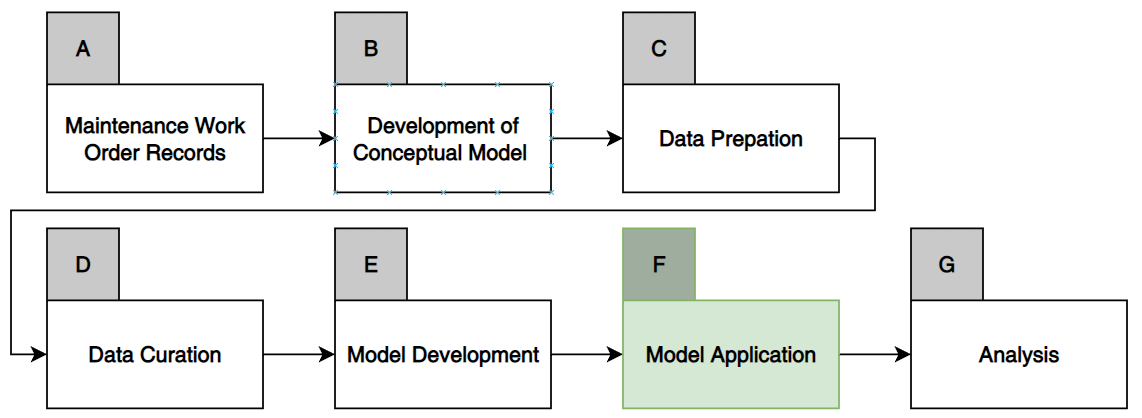 A
Maintenance Work
Order Records
B
Development of
Conceptual Model
C
Data Prepation
D
Data Curation
E
Model Development
F
Model Application
G
Analysis